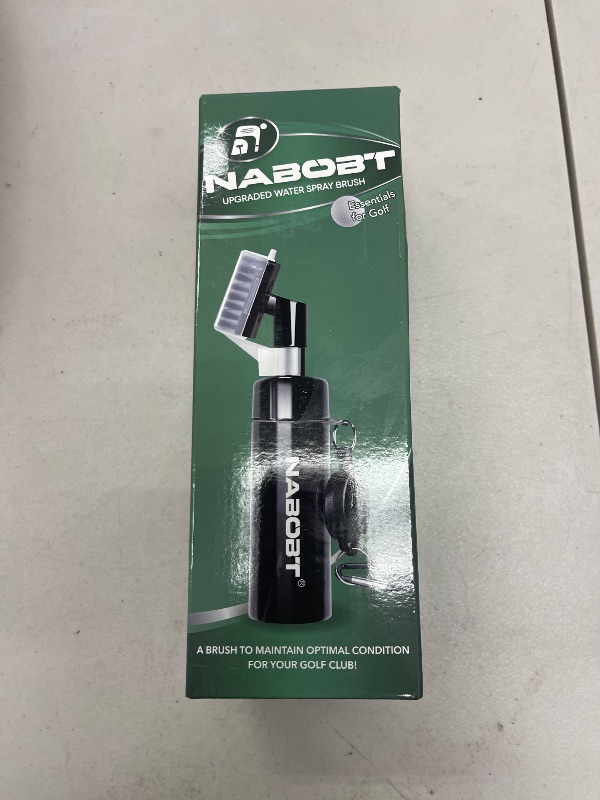 NABOBT
UPGRADED WATER SPRAY BRUSH
Essentials
for Golf
NABOBT®
A BRUSH TO MAINTAIN OPTIMAL CONDITION
FOR YOUR GOLF CLUB!